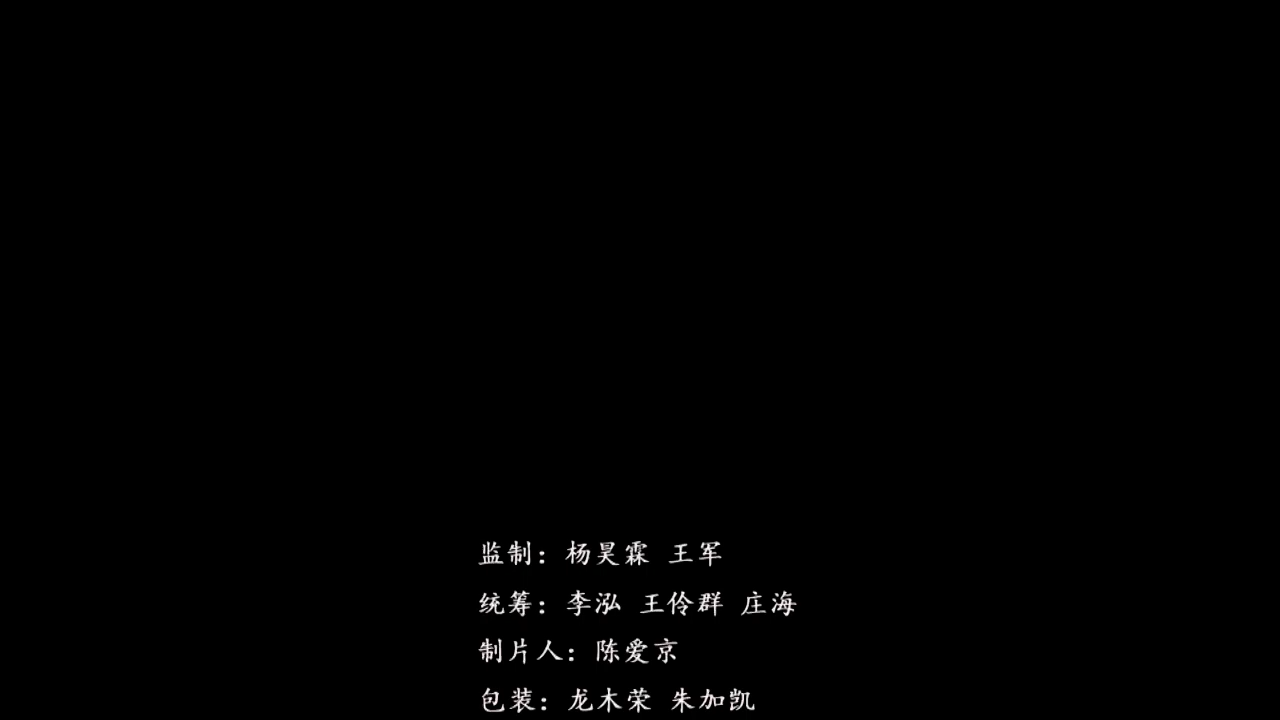 监制：杨昊霖 王军
统筹：李泓 王伶群 庄海
制片人：陈爱京
包装：龙木荣 朱加凯